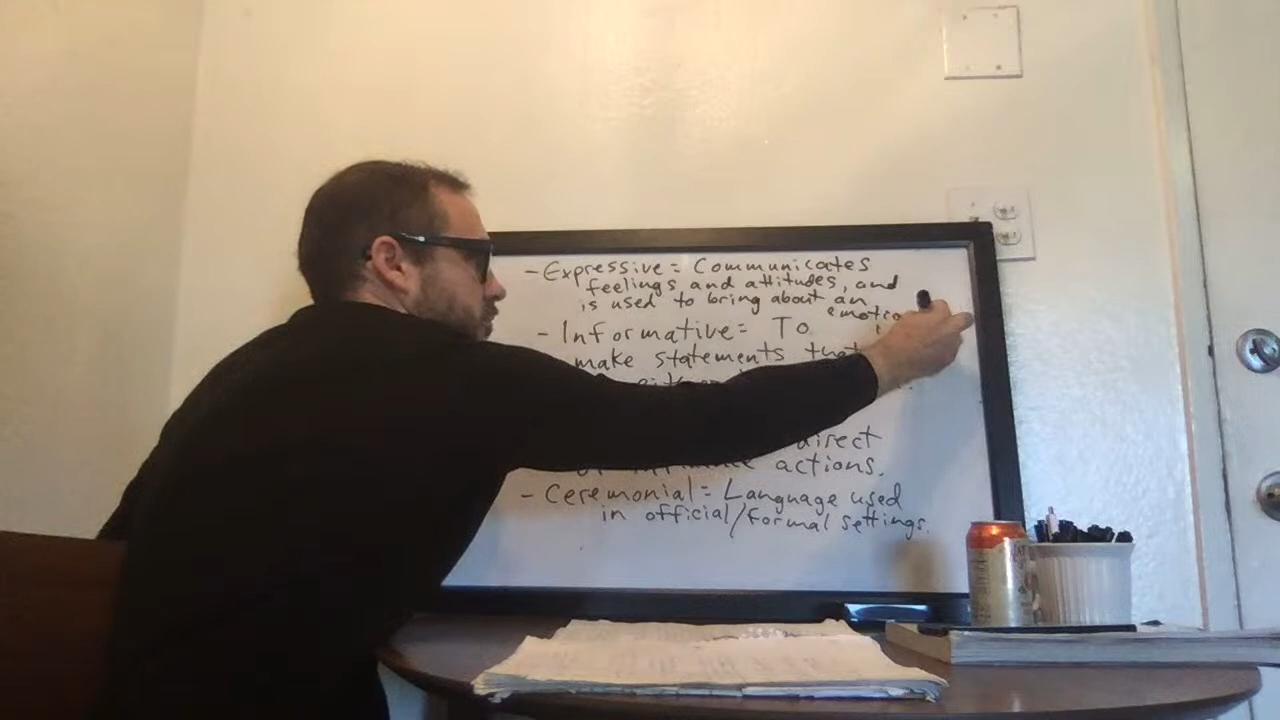 - Expressive = Communicates
feelings and attitudes, and
is used to bring about an
- Informative = To
make statements that
direct
actions.
- Ceremonial = Language used
in official/formal settings.